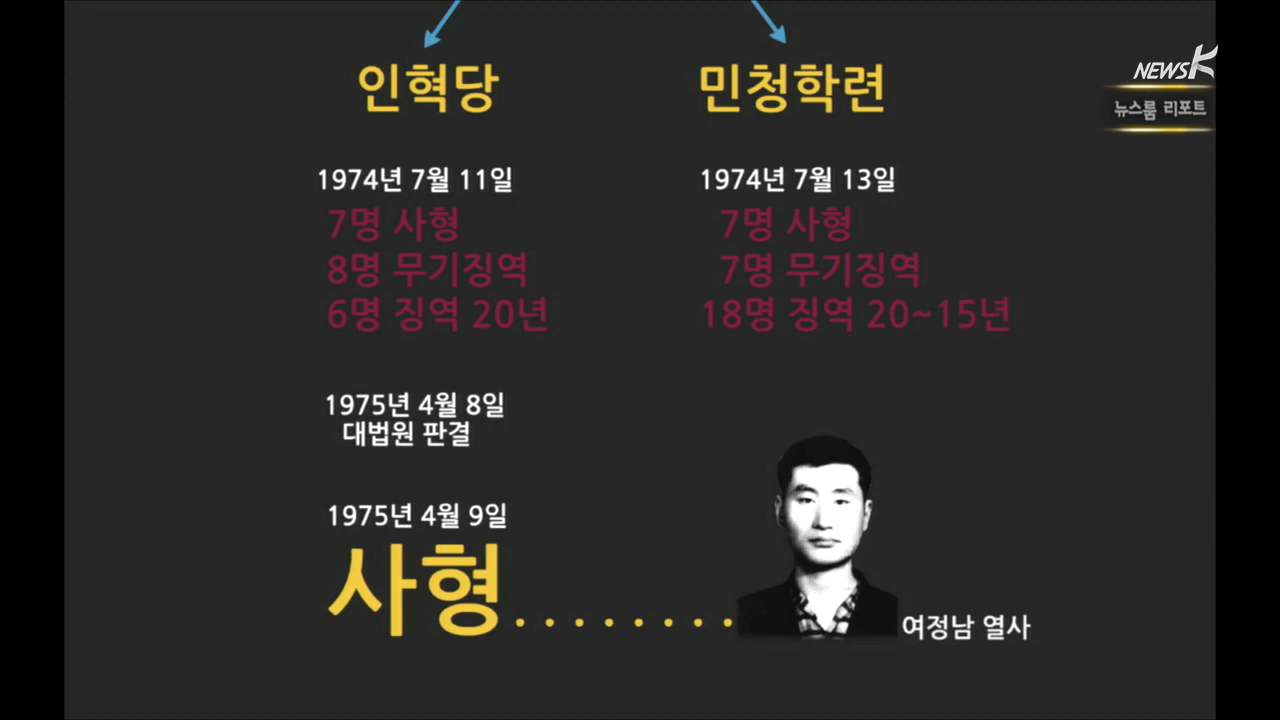 NEWSK
뉴스룸 리포트
인혁당
1974년 7월 11일
7명 사형
8명 무기징역
6명 징역 20년
1975년 4월 8일
대법원 판결
1975년 4월 9일
사형........
민청학련
1974년 7월 13일
7명 사형
7명 무기징역
18명 징역 20~15년
여정남 열사